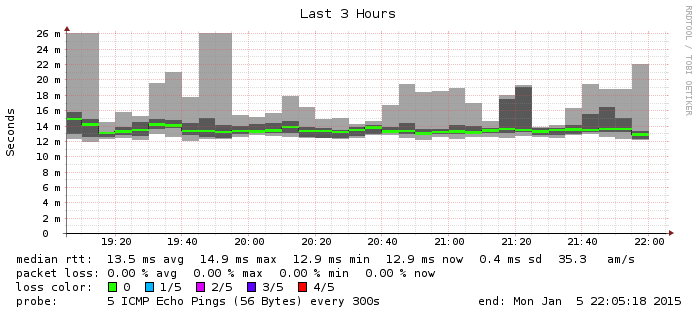 Last 3 Hours
RRDTOOL / TOBI OETIKER
Seconds
26 m
24 m
22 m
20 m
18 m
16 m
14 m
12 m
10 m
8 m
6 m
4 m
2 m
0
19:20 19:40 20:00 20:20 20:40 21:00 21:20 21:40 22:00
median rtt: 13.5 ms avg 14.9 ms max 12.9 ms min 12.9 ms now 0.4 ms sd 35.3 am/s
packet loss: 0.00 % avg 0.00 % max 0.00 % min 0.00 % now
loss color: 0 1/5 2/5 3/5 4/5
probe: 5 ICMP Echo Pings (56 Bytes) every 300s end: Mon Jan 5 22:05:18 2015